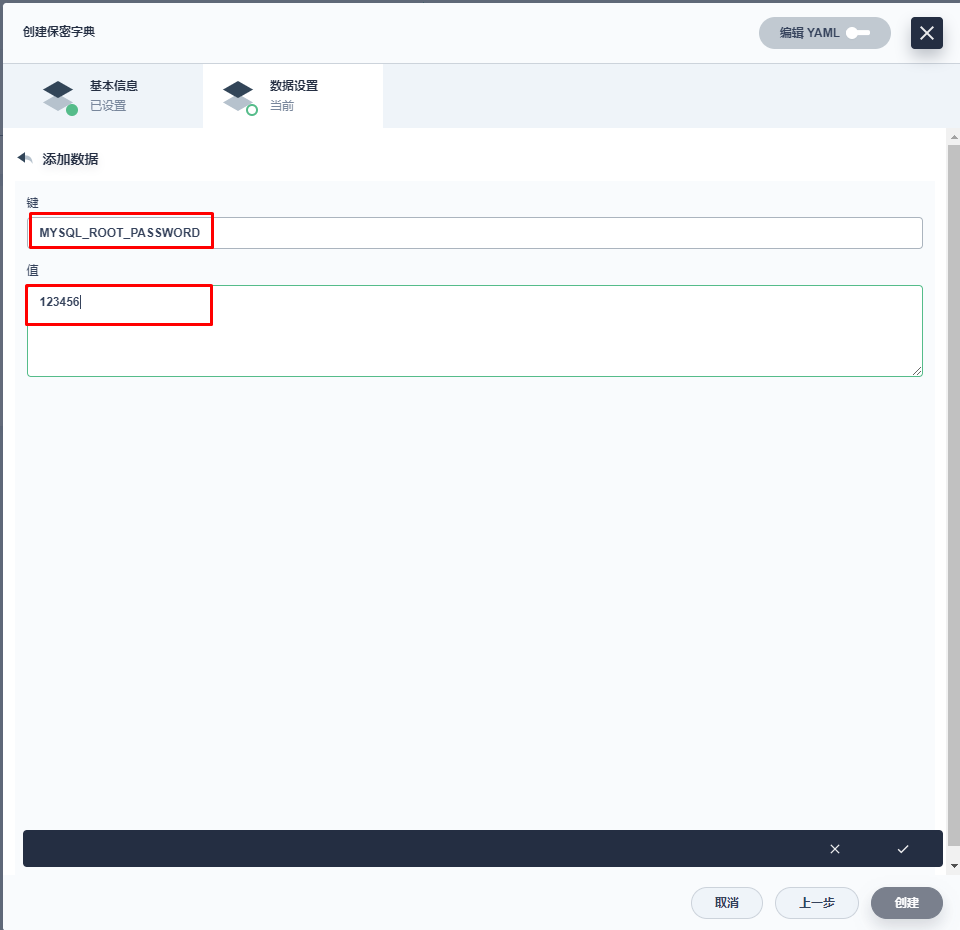 创建保密字典
编辑 YAML
基本信息
已设置
数据设置
当前
添加数据
键
MYSQL_ROOT_PASSWORD
值
123456
取消
上一步
创建